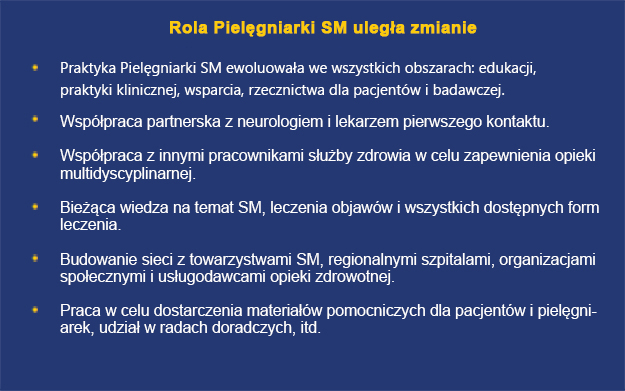 Rola Pielęgniarki SM uległa zmianie
Praktyka Pielęgniarki SM ewoluowała we wszystkich obszarach: edukacji,
praktyki klinicznej, wsparcia, rzecznictwa dla pacjentów i badawczej.
Współpraca partnerska z neurologiem i lekarzem pierwszego kontaktu.
Współpraca z innymi pracownikami służby zdrowia w celu zapewnienia opieki
multidyscyplinarnej.
Bieżąca wiedza na temat SM, leczenia objawów i wszystkich dostępnych form
leczenia.
Budowanie sieci z towarzystwami SM, regionalnymi szpitalami, organizacjami
społecznymi i usługodawcami opieki zdrowotnej.
Praca w celu dostarczenia materiałów pomocniczych dla pacjentów i pielęgni-
arek, udział w radach doradczych, itd.